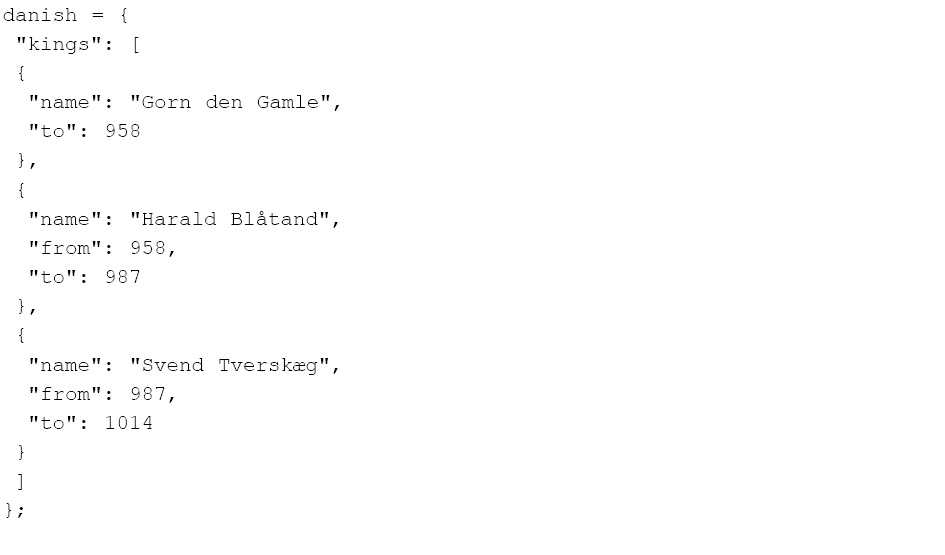 danish = {
 "kings": [
 {
  "name": "Gorn den Gamle",
  "to": 958
 },
 {
  "name": "Harald Blåtand",
  "from": 958,
  "to": 987
 },
 {
  "name": "Svend Tverskæg",
  "from": 987,
  "to": 1014
 }
 ]
};